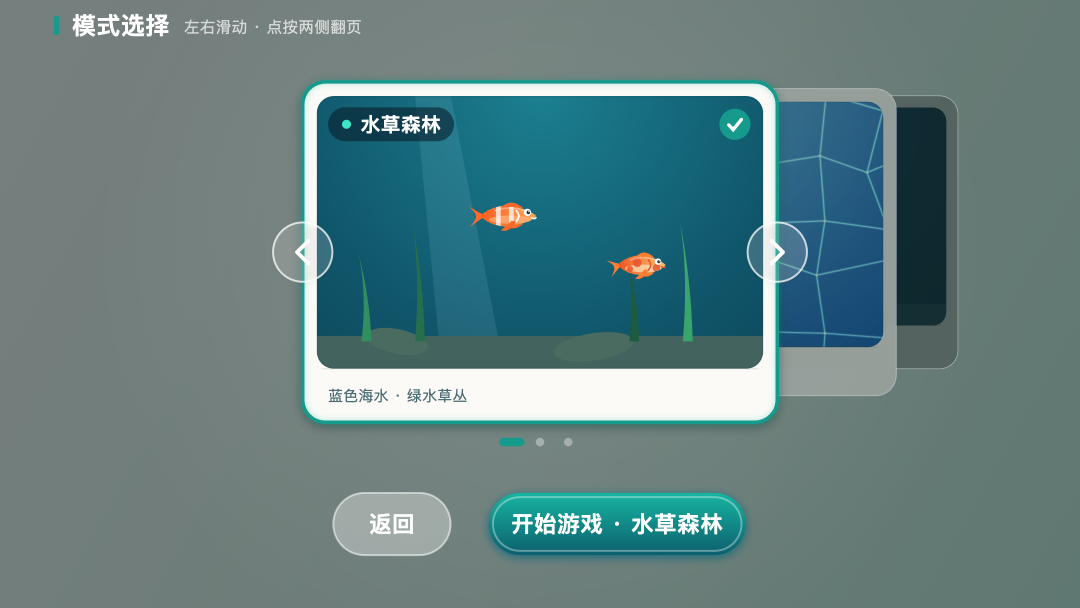 模式选择
左右滑动 · 点按两侧翻页
水草森林
蓝色海水 · 绿水草丛
返回
开始游戏 · 水草森林